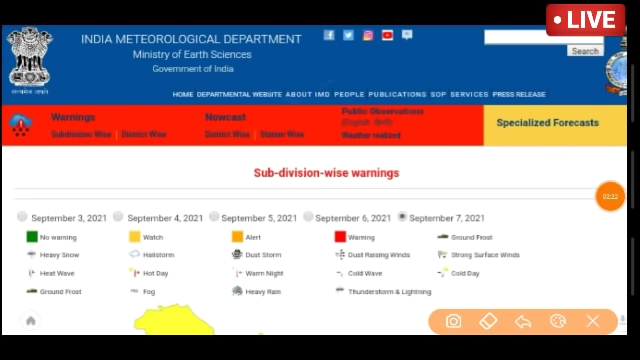 LIVE
INDIA METEOROLOGICAL DEPARTMENT
Ministry of Earth Sciences
Government of India
सत्यमेव जयते
Search
HOME DEPARTMENTAL WEBSITE ABOUT IMD PEOPLE PUBLICATIONS SOP SERVICES PRESS RELEASE
Warnings
Subdivision Wise | District Wise
Nowcast
District Wise | Station Wise
Public Observations
Weather realized
Specialized Forecasts
Sub-division-wise warnings
02:22
September 3, 2021 September 4, 2021 September 5, 2021 September 6, 2021 September 7, 2021
No warning Watch Alert Warning Ground Frost
Heavy Snow Hailstorm Dust Storm Dust Raising Winds Strong Surface Winds
Heat Wave Hot Day Warm Night Cold Wave Cold Day
Ground Frost Fog Heavy Rain Thunderstorm & Lightning